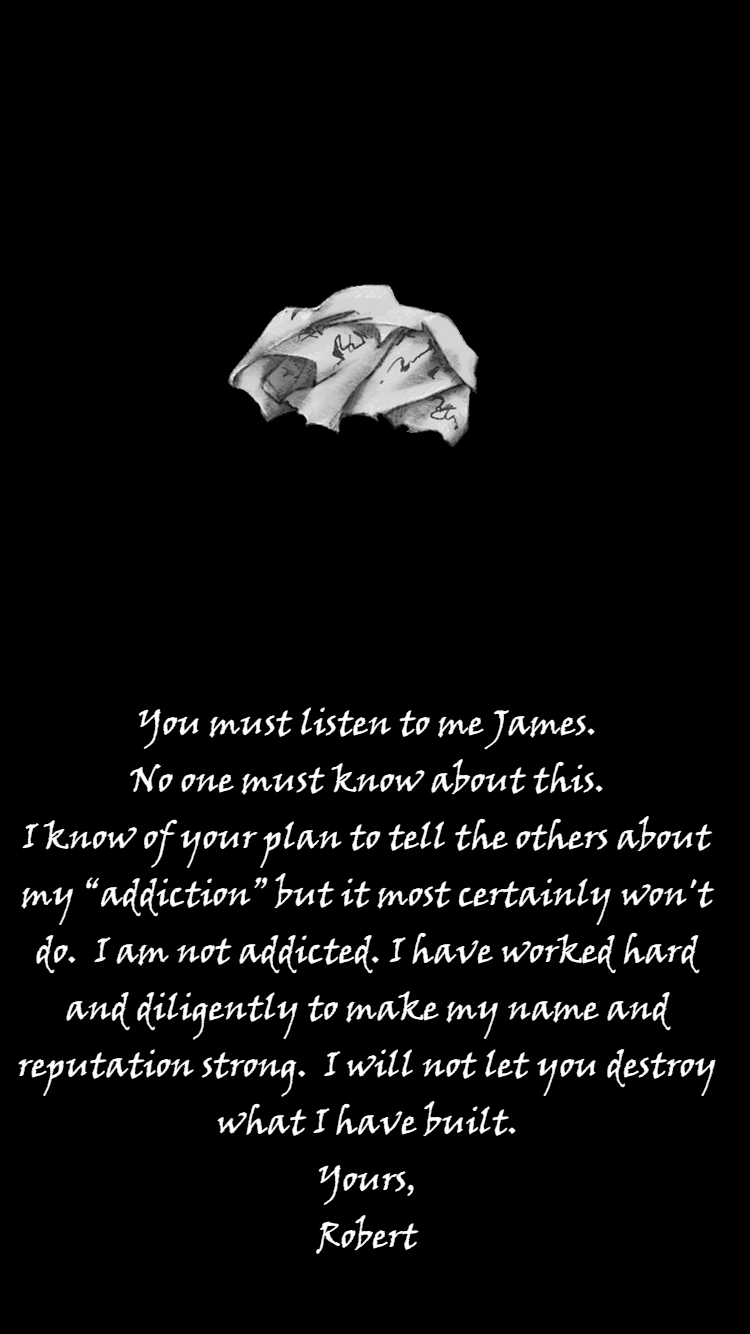 You must listen to me James.
No one must know about this.
I know of your plan to tell the others about
my “addiction” but it most certainly won't
do.  I am not addicted. I have worked hard
and diligently to make my name and
reputation strong.  I will not let you destroy
what I have built.
Yours,
Robert